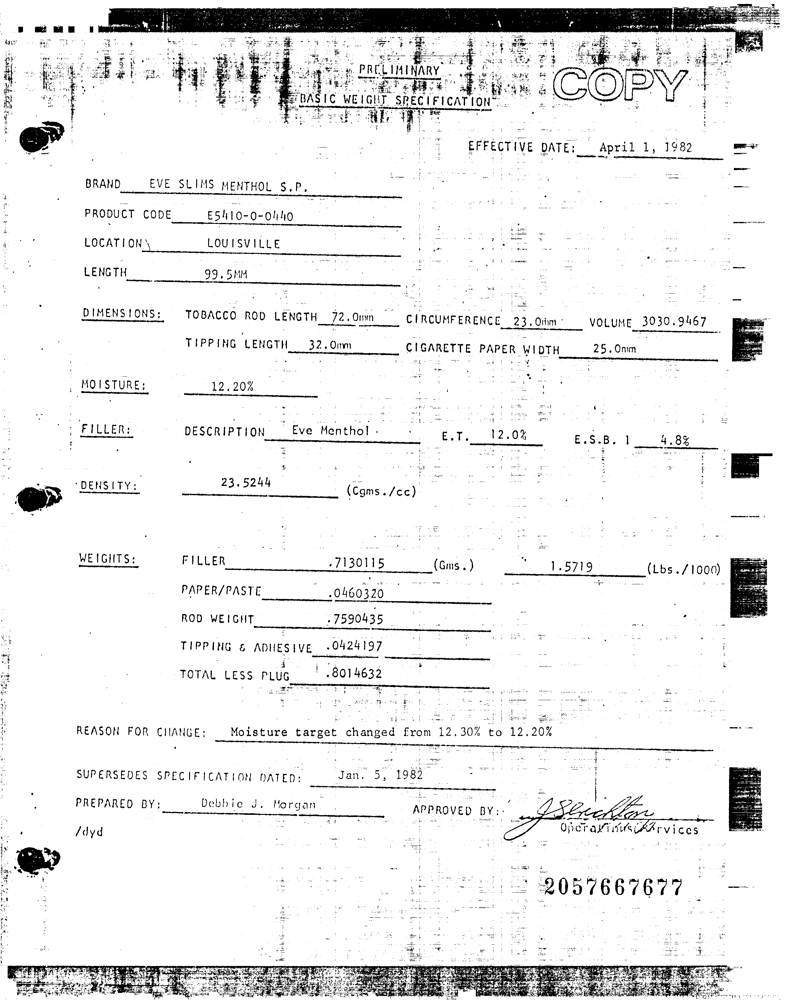 PRELIMINARY
COPY
BASIC WEIGHT SPECIFICATION
EFFECTIVE DATE: April 1, 1982
BRAND EVE SLIMS MENTHOL S.P.
PRODUCT CODE E5410-0-0440
LOCATION LOUISVILLE
LENGTH 99.5MM
DIMENSIONS: TOBACCO ROD LENGTH 72.0mm CIRCUMFERENCE 23.0mm VOLUME 3030.9467
TIPPING LENGTH 32.0mm CIGARETTE PAPER WIDTH 25.0mm
MOISTURE: 12.20%
FILLER: DESCRIPTION Eve Menthol E.T. 12.0% E.S.B. 1 4.8%
DENSITY: 23.5244 (Cgms./cc)
WEIGHTS: FILLER .7130115 (Gms.) 1.5719 (Lbs./1000)
PAPER/PASTE .0460320
ROD WEIGHT .7590435
TIPPING & ADHESIVE .0424197
TOTAL LESS PLUG .8014632
REASON FOR CHANGE: Moisture target changed from 12.30% to 12.20%
SUPERSEDES SPECIFICATION DATED: Jan. 5, 1982
PREPARED BY: Debbie J. Morgan APPROVED BY:
/dyd Operations Services
2057667677